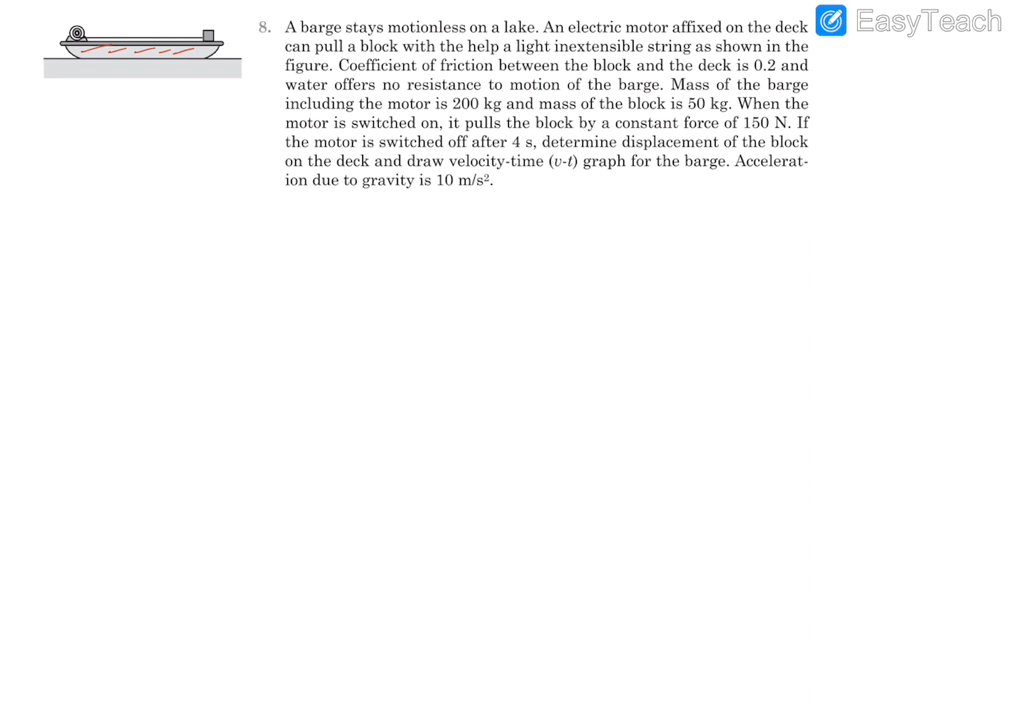 8. A barge stays motionless on a lake. An electric motor affixed on the deck
can pull a block with the help a light inextensible string as shown in the
figure. Coefficient of friction between the block and the deck is 0.2 and
water offers no resistance to motion of the barge. Mass of the barge
including the motor is 200 kg and mass of the block is 50 kg. When the
motor is switched on, it pulls the block by a constant force of 150 N. If
the motor is switched off after 4 s, determine displacement of the block
on the deck and draw velocity-time (v-t) graph for the barge. Accelerat-
ion due to gravity is 10 m/s².
EasyTeach